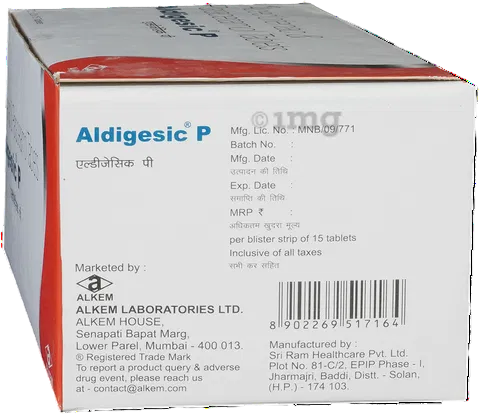 Aldigesic® P
एल्डीजेसिक पी
Mfg. Lic. No. : MNB/09/771
Batch No. :
Mfg. Date :
उत्पादन की तिथि
Exp. Date :
समाप्ति की तिथि
MRP ₹ :
अधिकतम खुदरा मूल्य
per blister strip of 15 tablets
Inclusive of all taxes
सभी कर सहित
© 1mg
Marketed by :
ALKEM
ALKEM LABORATORIES LTD.
ALKEM HOUSE,
Senapati Bapat Marg,
Lower Parel, Mumbai - 400 013.
® Registered Trade Mark
To report a product query & adverse
drug event, please reach us
at - contact@alkem.com
8 902269 517164
Manufactured by :
Sri Ram Healthcare Pvt. Ltd.
Plot No. 81-C/2, EPIP Phase - I,
Jharmajri, Baddi, Distt. - Solan,
(H.P.) - 174 103.